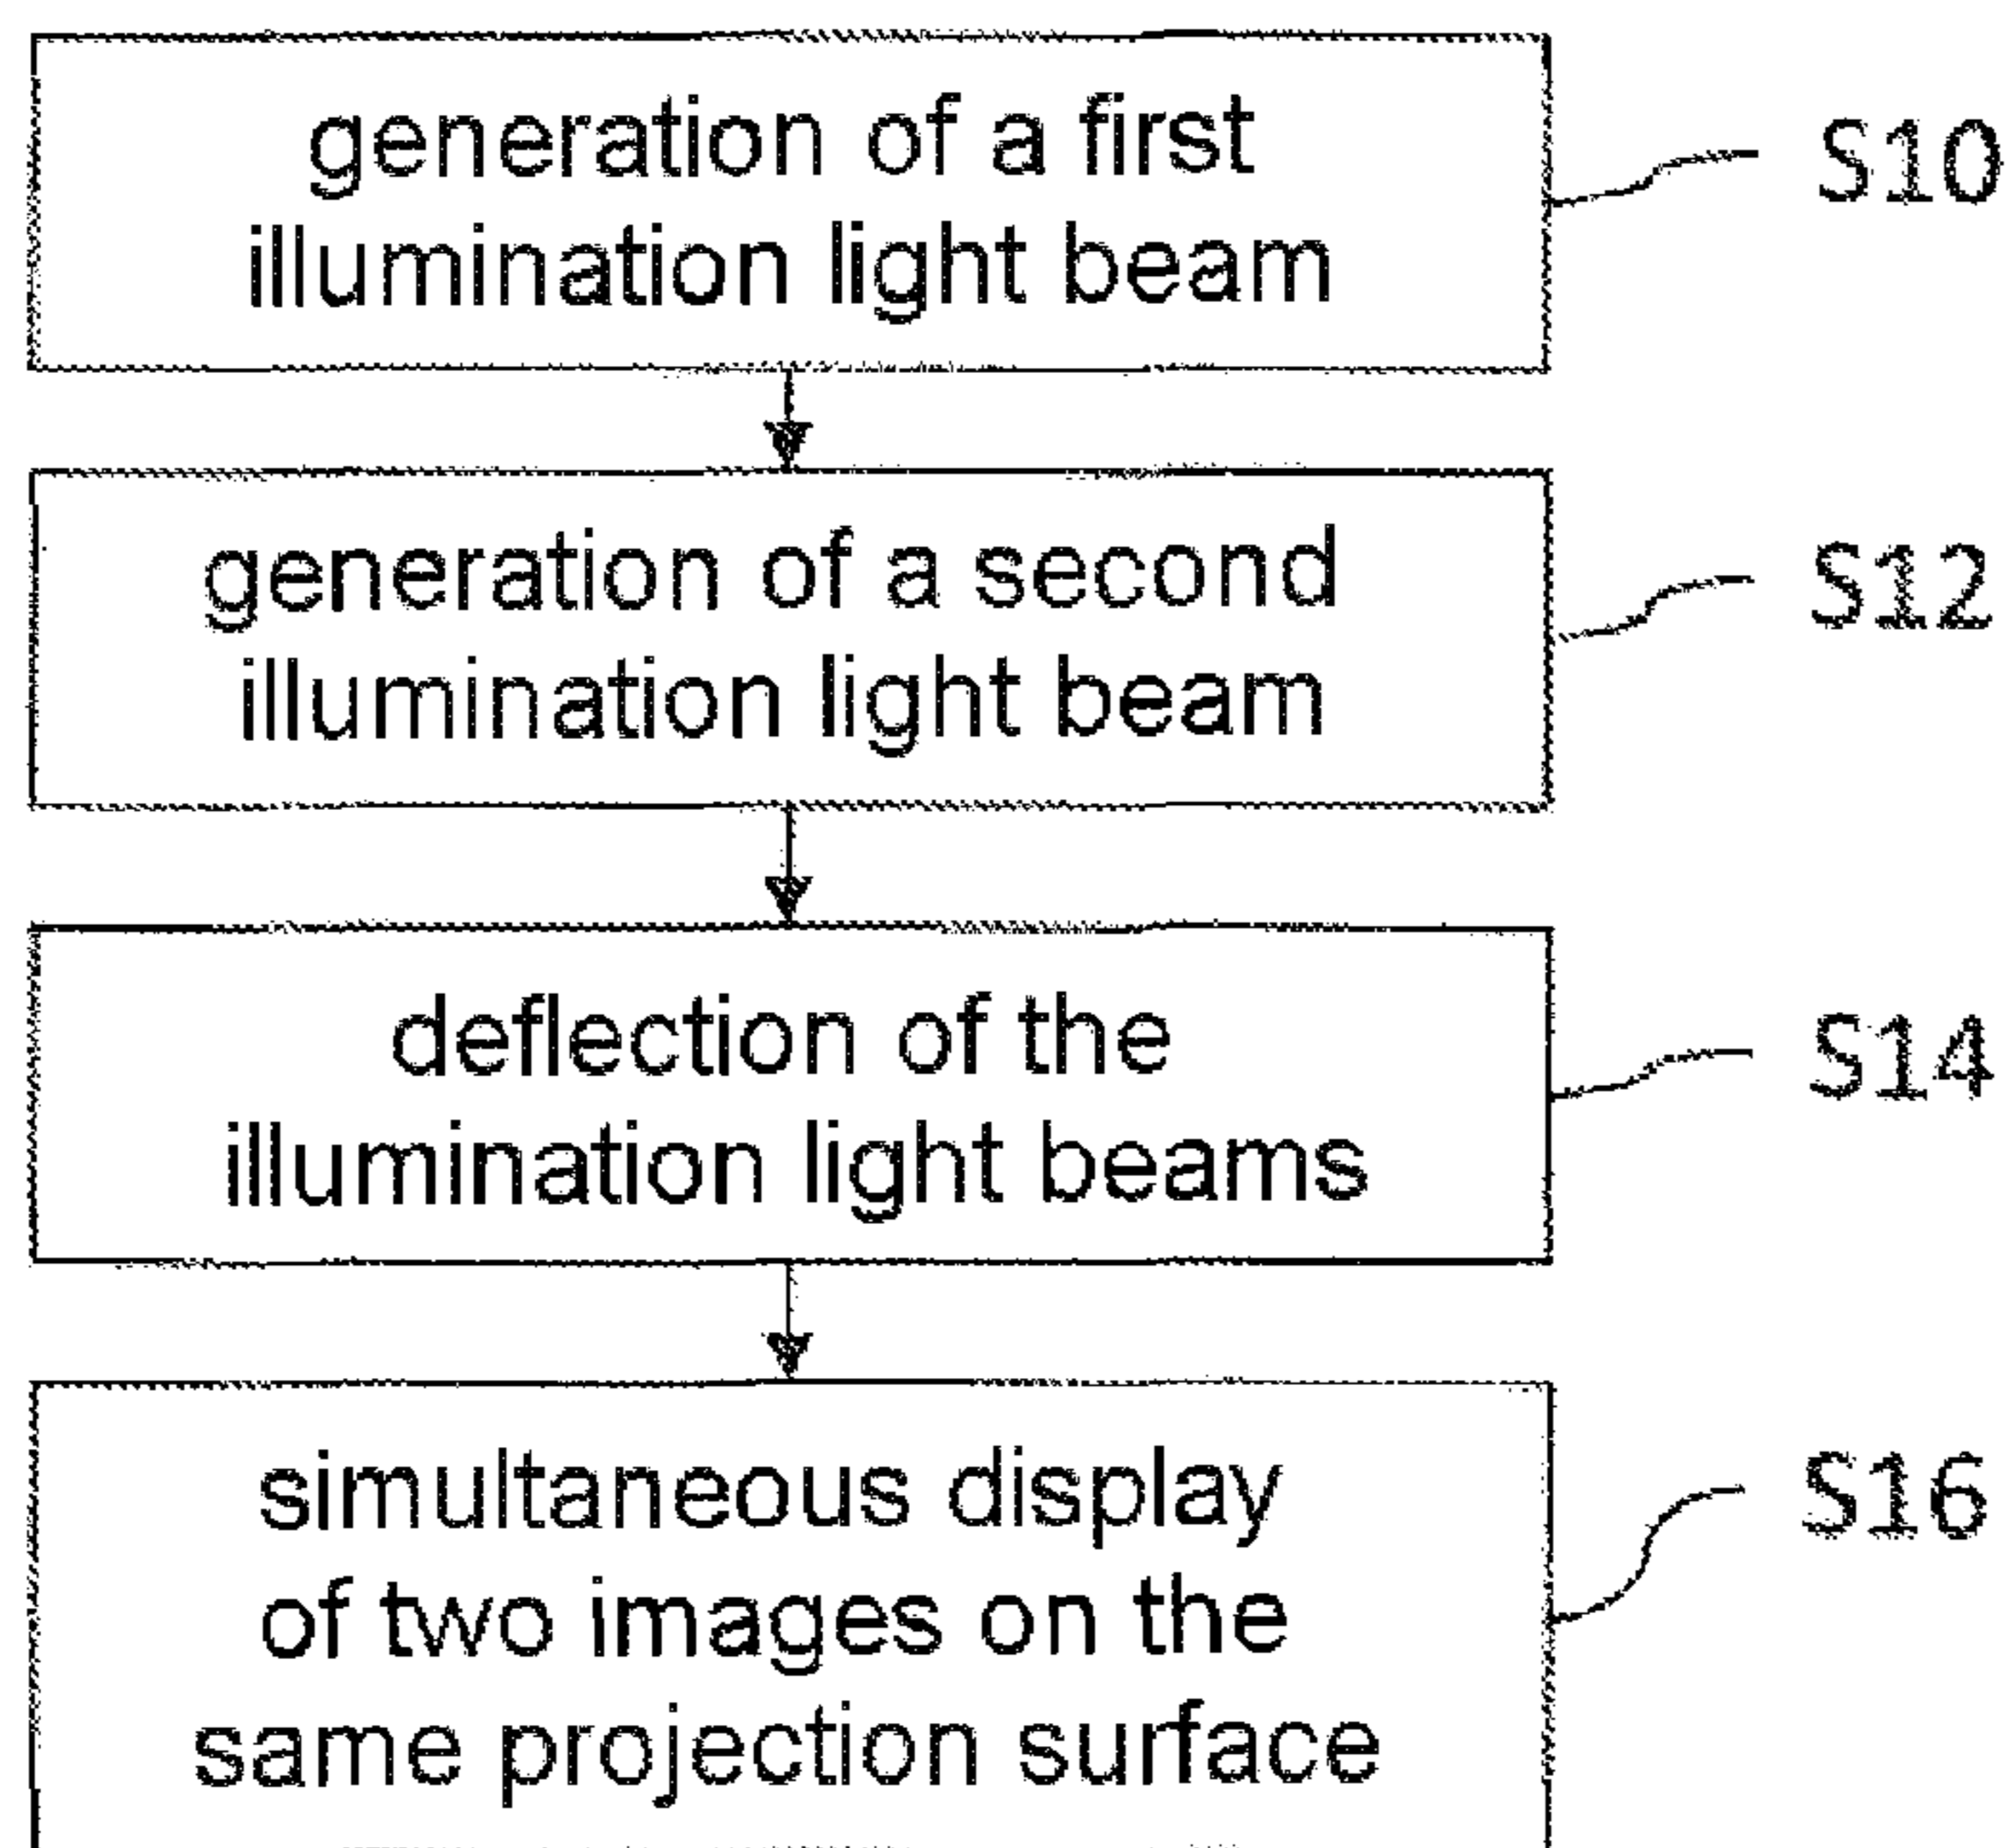 generation of a first
illumination light beam
S10
generation of a second
illumination light beam
S12
deflection of the
illumination light beams
S14
simultaneous display
of two images on the
same projection surface
S16